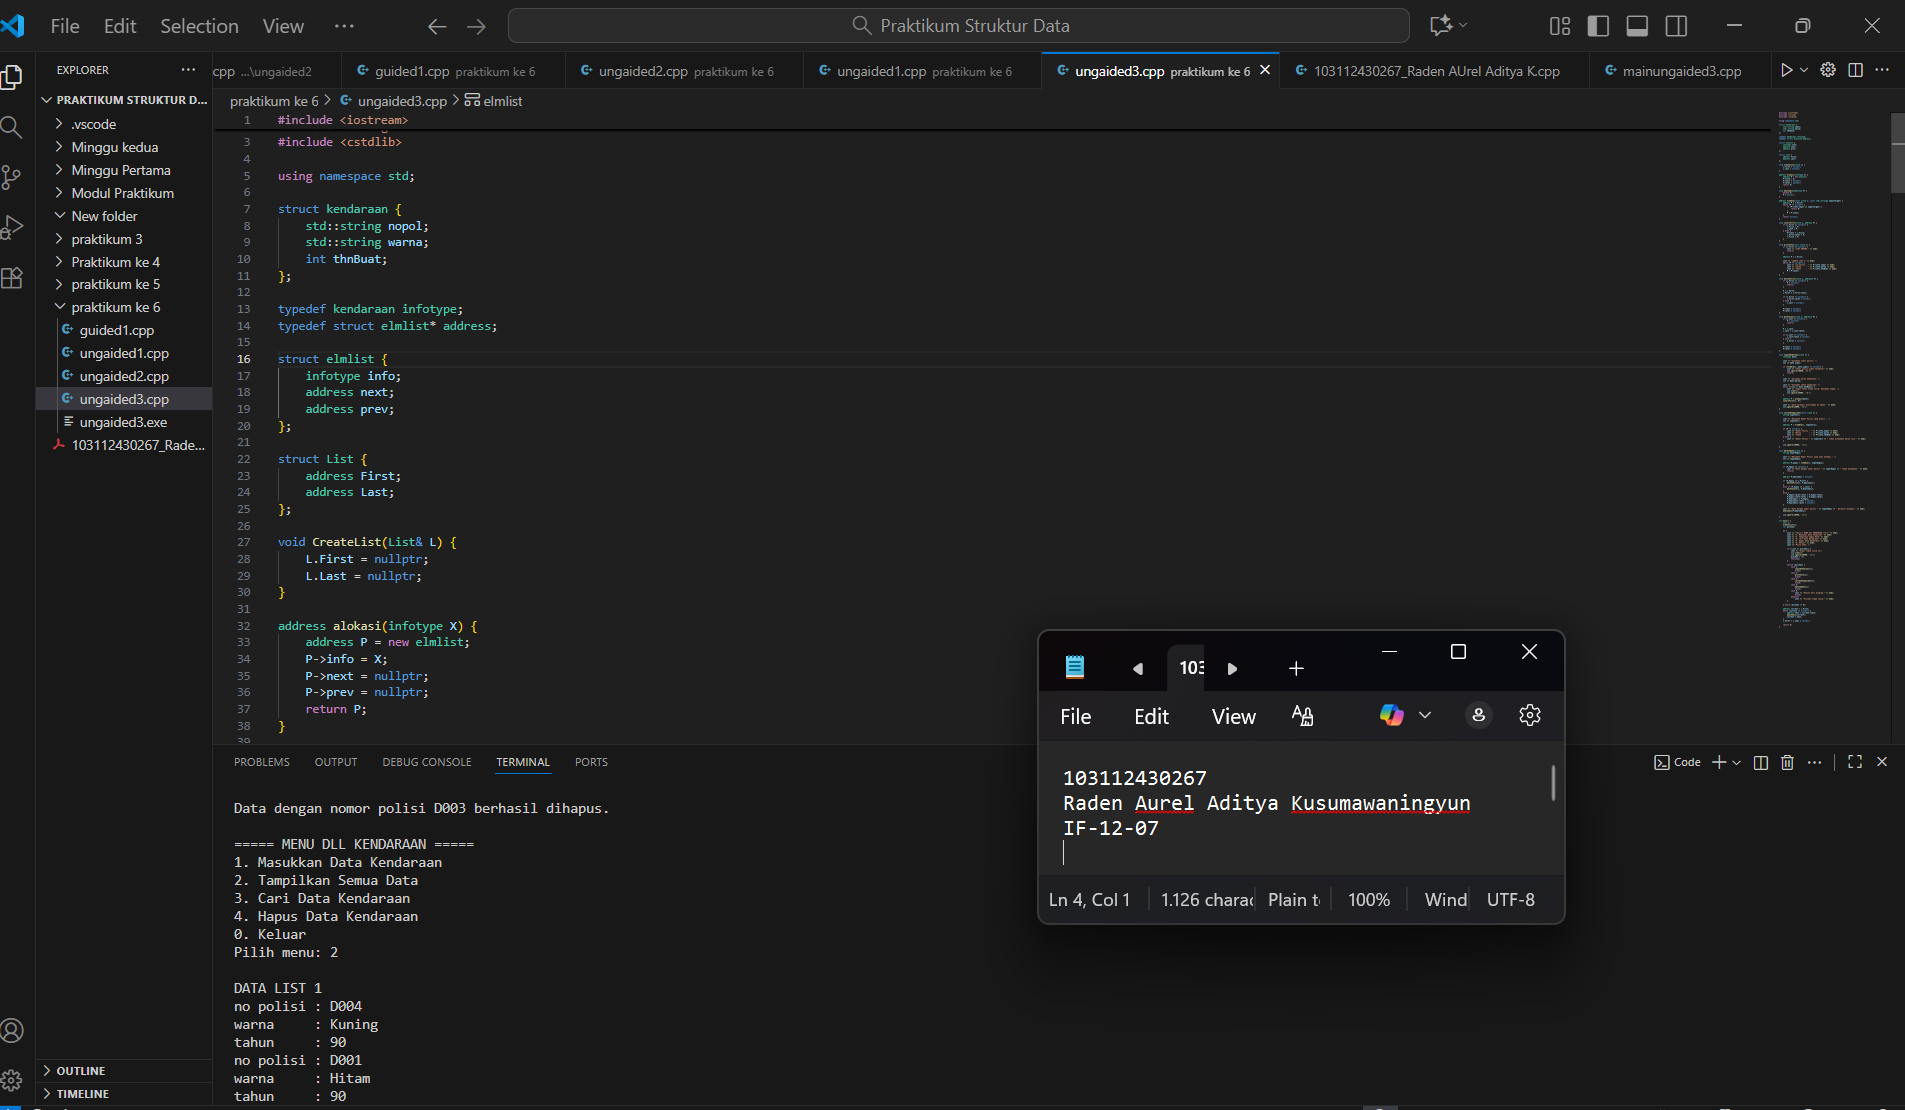 File Edit Selection View ···
Praktikum Struktur Data
EXPLORER ···
PRAKTIKUM STRUKTUR D...
.vscode
Minggu kedua
Minggu Pertama
Modul Praktikum
New folder
praktikum 3
Praktikum ke 4
praktikum ke 5
praktikum ke 6
guided1.cpp
ungaided1.cpp
ungaided2.cpp
ungaided3.cpp
ungaided3.exe
103112430267_Rade...
OUTLINE
TIMELINE
cpp ...\ungaided2
guided1.cpp praktikum ke 6
ungaided2.cpp praktikum ke 6
ungaided1.cpp praktikum ke 6
ungaided3.cpp praktikum ke 6
103112430267_Raden AUrel Aditya K.cpp
mainungaided3.cpp
praktikum ke 6 > ungaided3.cpp > elmlist
1 #include <iostream>
3 #include <cstdlib>
4
5 using namespace std;
6
7 struct kendaraan {
8 std::string nopol;
9 std::string warna;
10 int thnBuat;
11 };
12
13 typedef kendaraan infotype;
14 typedef struct elmlist* address;
15
16 struct elmlist {
17 infotype info;
18 address next;
19 address prev;
20 };
21
22 struct List {
23 address First;
24 address Last;
25 };
26
27 void CreateList(List& L) {
28 L.First = nullptr;
29 L.Last = nullptr;
30 }
31
32 address alokasi(infotype X) {
33 address P = new elmlist;
34 P->info = X;
35 P->next = nullptr;
36 P->prev = nullptr;
37 return P;
38 }
39
PROBLEMS OUTPUT DEBUG CONSOLE TERMINAL PORTS
Code
Data dengan nomor polisi D003 berhasil dihapus.
===== MENU DLL KENDARAAN =====
1. Masukkan Data Kendaraan
2. Tampilkan Semua Data
3. Cari Data Kendaraan
4. Hapus Data Kendaraan
0. Keluar
Pilih menu: 2
DATA LIST 1
no polisi : D004
warna : Kuning
tahun : 90
no polisi : D001
warna : Hitam
tahun : 90
103
File Edit View
103112430267
Raden Aurel Aditya Kusumawaningyun
IF-12-07
Ln 4, Col 1 1.126 charac Plain t 100% Wind UTF-8